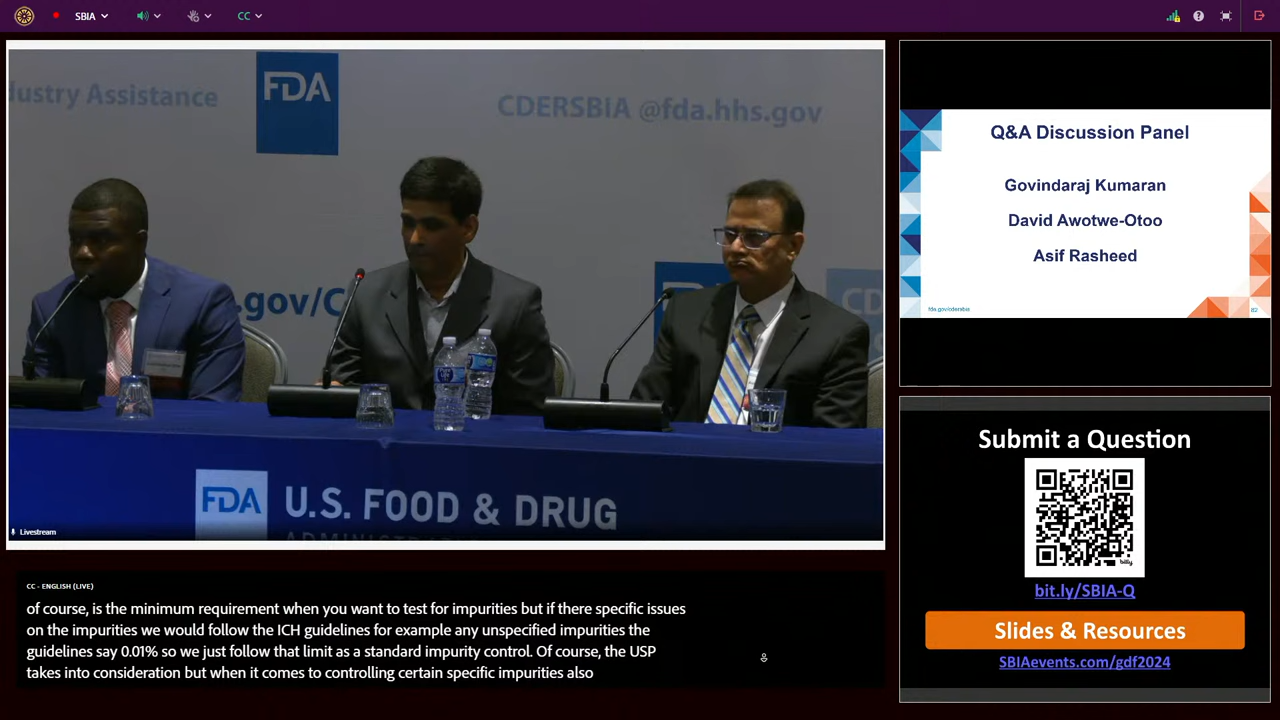 SBIA
CC
dustry Assistance
FDA
CDERSBIA @fda.hhs.gov
.gov/C
FDA
U.S. FOOD & DRUG
Livestream
CC - ENGLISH (LIVE)
of course, is the minimum requirement when you want to test for impurities but if there specific issues
on the impurities we would follow the ICH guidelines for example any unspecified impurities the
guidelines say 0.01% so we just follow that limit as a standard impurity control. Of course, the USP
takes into consideration but when it comes to controlling certain specific impurities also
Q&A Discussion Panel
Govindaraj Kumaran
David Awotwe-Otoo
Asif Rasheed
82
Submit a Question
bitly
bit.ly/SBIA-Q
Slides & Resources
SBIAevents.com/gdf2024